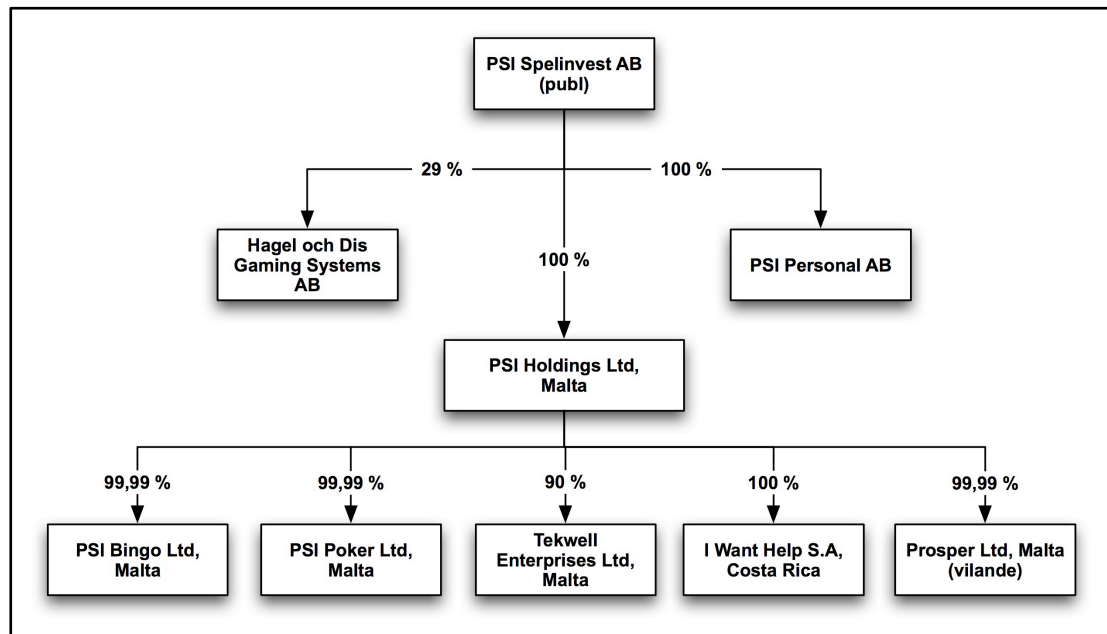 PSI Spelinvest AB
(publ)
29 %
100 %
Hagel och Dis
Gaming Systems
AB
100 %
PSI Personal AB
PSI Holdings Ltd,
Malta
99,99 %
99,99 %
90 %
100 %
99,99 %
PSI Bingo Ltd,
Malta
PSI Poker Ltd,
Malta
Tekwell
Enterprises Ltd,
Malta
I Want Help S.A,
Costa Rica
Prosper Ltd, Malta
(vilande)